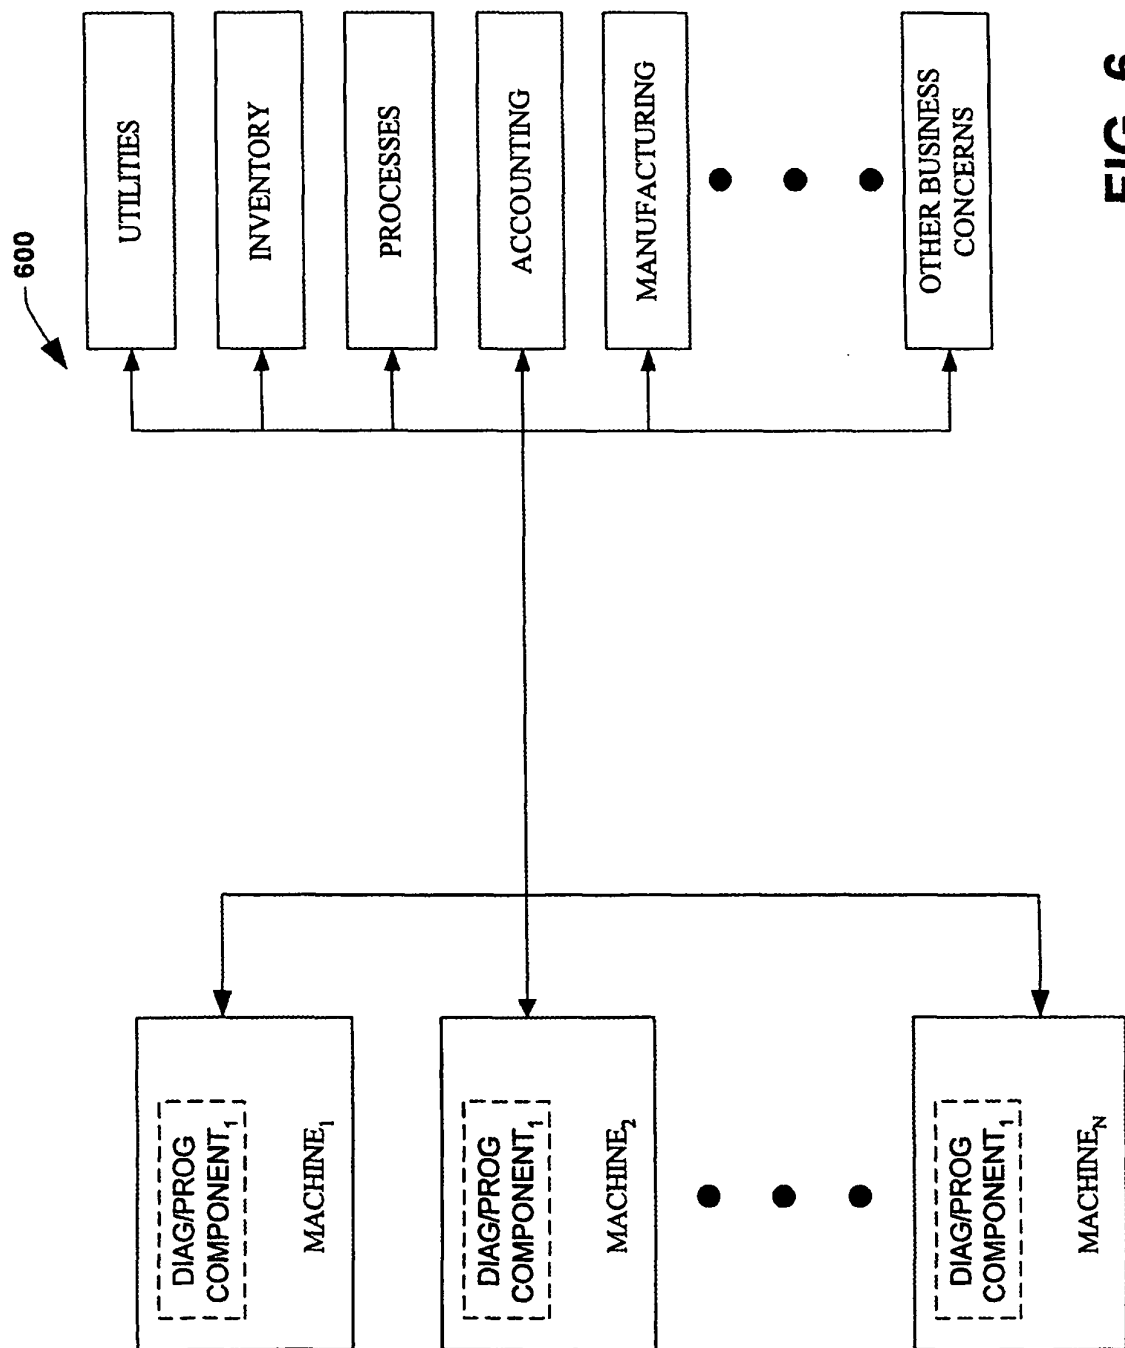 600
UTILITIES
INVENTORY
PROCESSES
ACCOUNTING
MANUFACTURING
OTHER BUSINESS
CONCERNS
DIAG/PROG
COMPONENT₁
MACHINE₁
DIAG/PROG
COMPONENT₁
MACHINE₂
DIAG/PROG
COMPONENT₁
MACHINE_N
FIG. 6